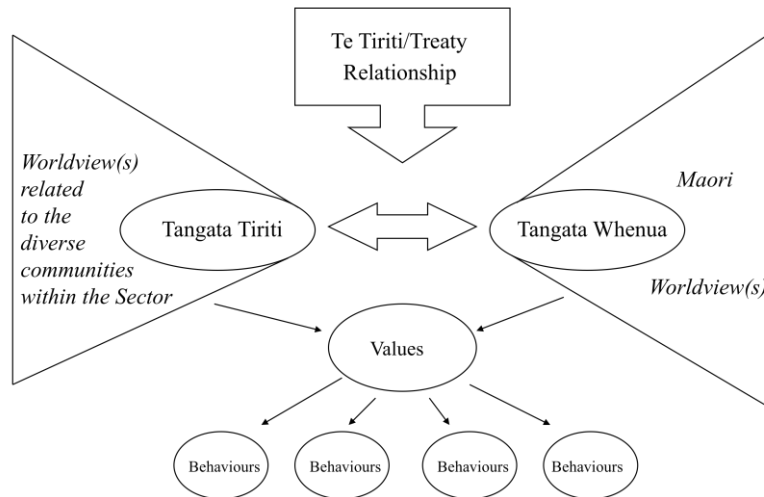 Te Tiriti/Treaty
Relationship
Worldview(s)
related
to the
diverse
communities
within the Sector
Tangata Tiriti
Tangata Whenua
Maori
Worldview(s)
Values
Behaviours
Behaviours
Behaviours
Behaviours